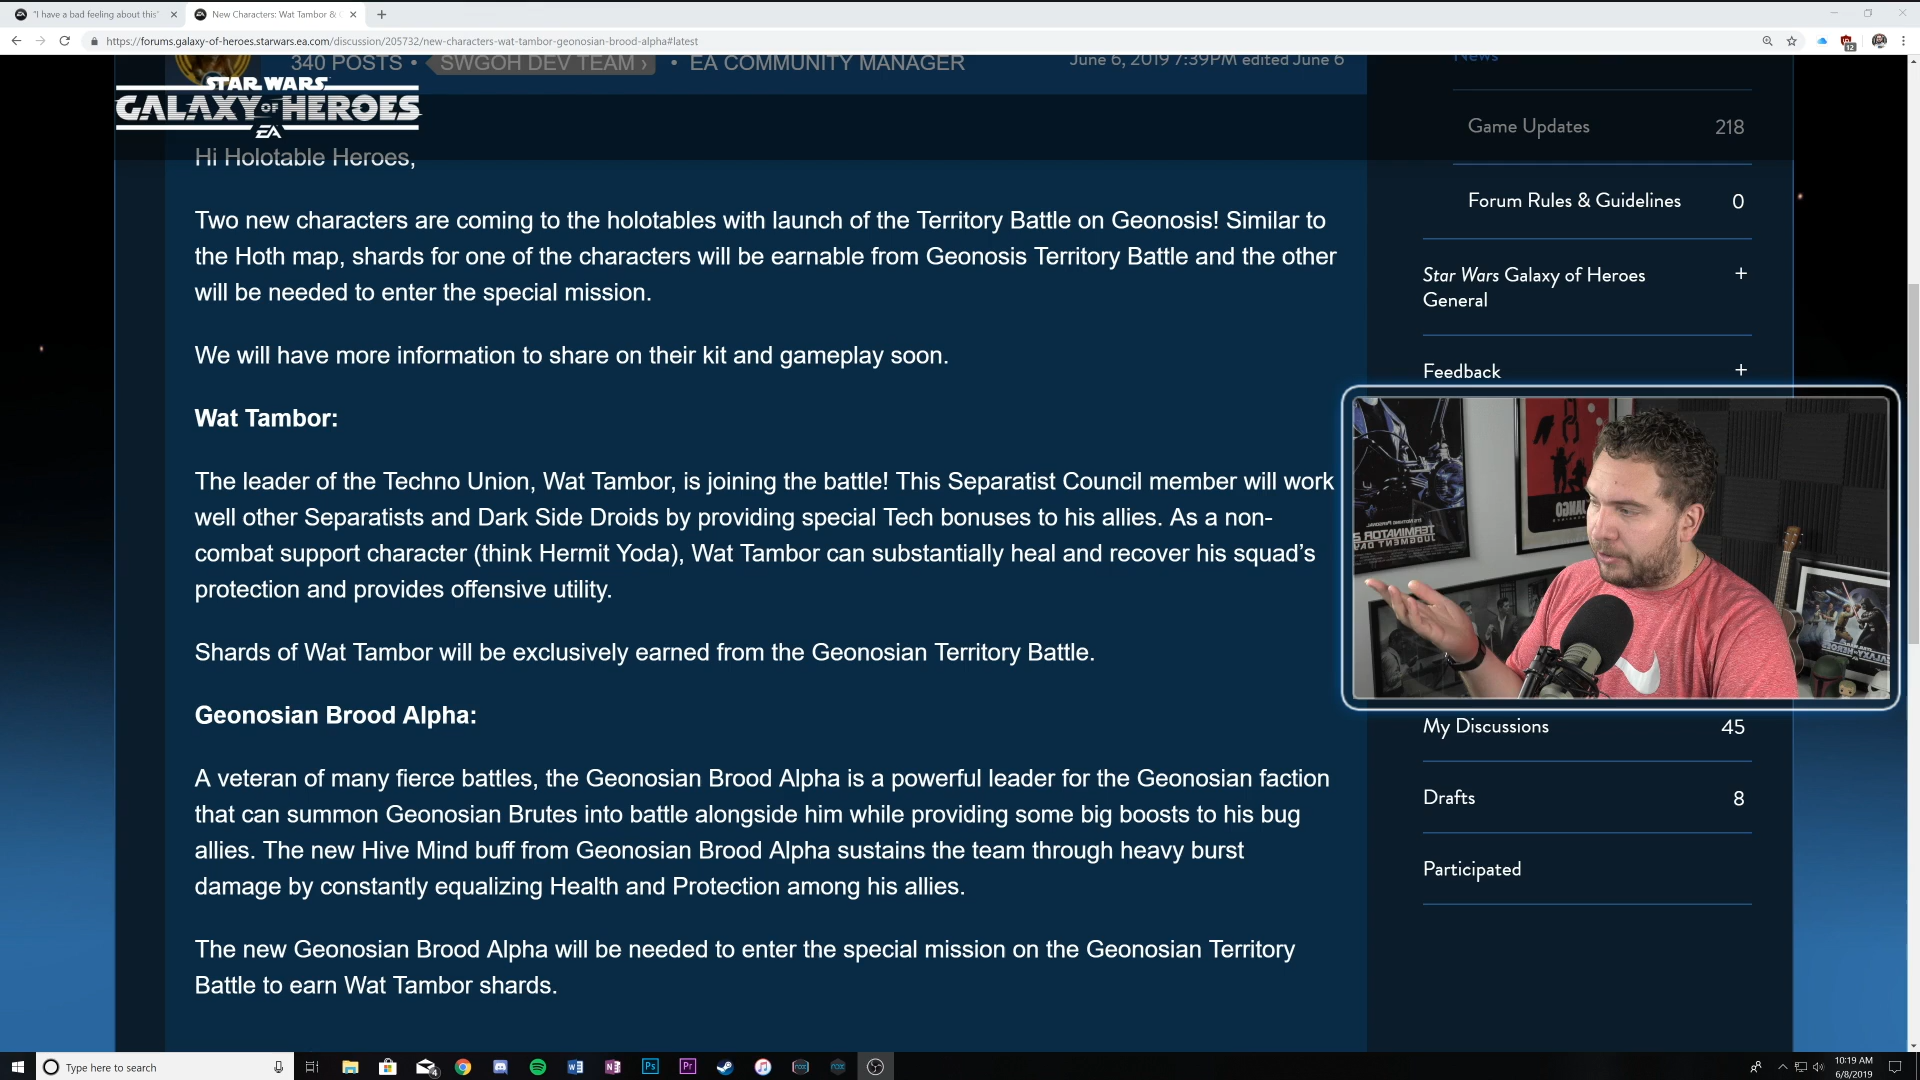 "I have a bad feeling about this"
New Characters: Wat Tambor &
https://forums.galaxy-of-heroes.starwars.ea.com/discussion/205732/new-characters-wat-tambor-geonosian-brood-alpha#latest
12
340 POSTS • SWGOH DEV TEAM › • EA COMMUNITY MANAGER
June 6, 2019 7:39PM edited June 6
STAR WARS
GALAXY OF HEROES
EA
Hi Holotable Heroes,
Two new characters are coming to the holotables with launch of the Territory Battle on Geonosis! Similar to
the Hoth map, shards for one of the characters will be earnable from Geonosis Territory Battle and the other
will be needed to enter the special mission.
We will have more information to share on their kit and gameplay soon.
Wat Tambor:
The leader of the Techno Union, Wat Tambor, is joining the battle! This Separatist Council member will work
well other Separatists and Dark Side Droids by providing special Tech bonuses to his allies. As a non-
combat support character (think Hermit Yoda), Wat Tambor can substantially heal and recover his squad's
protection and provides offensive utility.
Shards of Wat Tambor will be exclusively earned from the Geonosian Territory Battle.
Geonosian Brood Alpha:
A veteran of many fierce battles, the Geonosian Brood Alpha is a powerful leader for the Geonosian faction
that can summon Geonosian Brutes into battle alongside him while providing some big boosts to his bug
allies. The new Hive Mind buff from Geonosian Brood Alpha sustains the team through heavy burst
damage by constantly equalizing Health and Protection among his allies.
The new Geonosian Brood Alpha will be needed to enter the special mission on the Geonosian Territory
Battle to earn Wat Tambor shards.
News
Game Updates 218
Forum Rules & Guidelines 0
Star Wars Galaxy of Heroes +
General
Feedback +
TERMINATOR 2
JUDGMENT DAY
DJANGO
My Discussions 45
Drafts 8
Participated
Type here to search
4
10:19 AM
6/8/2019